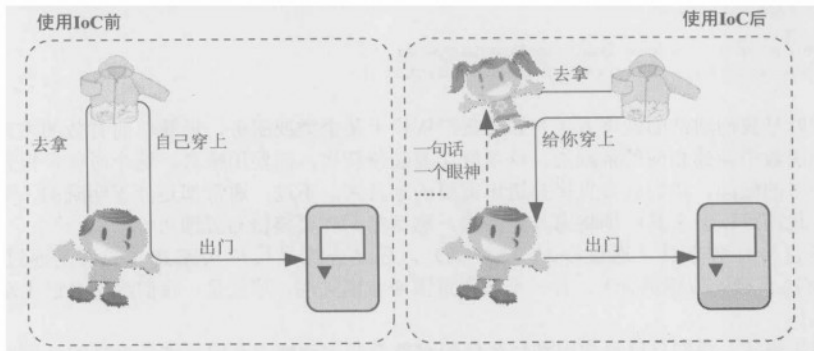 使用IoC前
去拿
自己穿上
出门
使用IoC后
去拿
给你穿上
一句话
一个眼神
出门